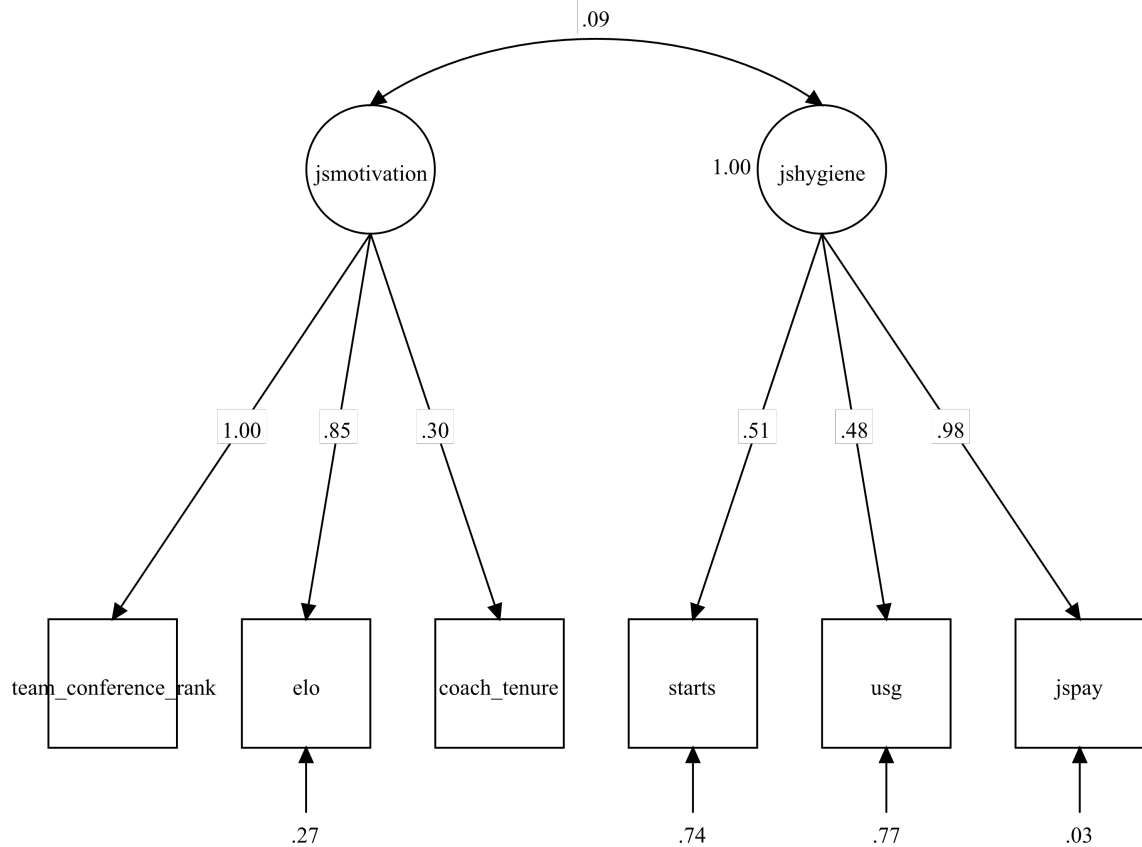 .09
jsmotivation
1.00
jshygiene
1.00
.85
.30
.51
.48
.98
team_conference_rank
elo
coach_tenure
starts
usg
jspay
.27
.74
.77
.03